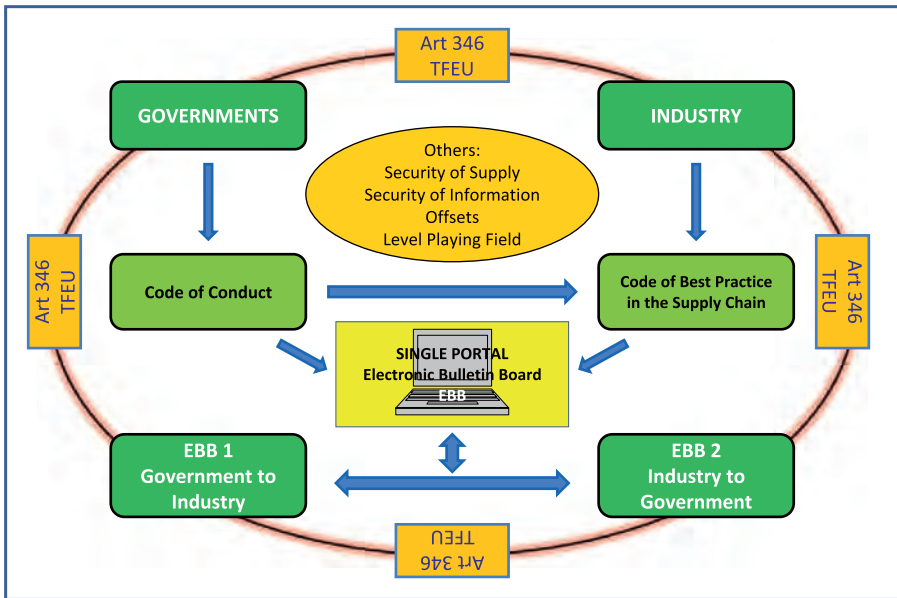 Art 346
TFEU
GOVERNMENTS
INDUSTRY
Others:
Security of Supply
Security of Information
Offsets
Level Playing Field
Art 346
TFEU
Code of Conduct
Code of Best Practice
in the Supply Chain
Art 346
TFEU
SINGLE PORTAL
Electronic Bulletin Board
EBB
EBB 1
Government to
Industry
EBB 2
Industry to
Government
Art 346
TFEU